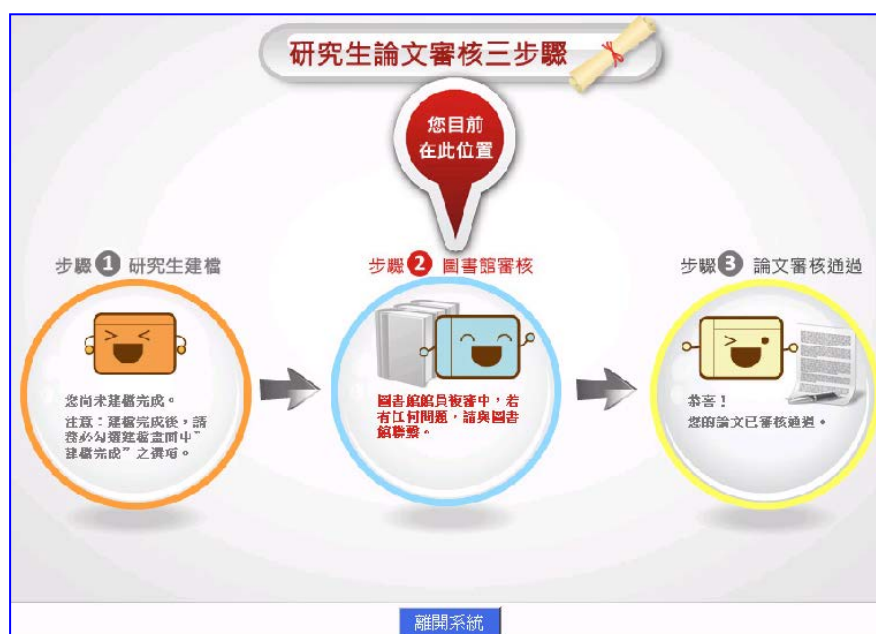 研究生論文審核三步驟
您目前
在此位置
步驟1 研究生建檔
您尚未建檔完成。
注意：建檔完成後，請
務必勾選建檔畫面中”
建檔完成”之選項。
步驟2 圖書館審核
圖書館館員複審中，若
有任何問題，請與圖書
館聯繫。
步驟3 論文審核通過
恭喜！
您的論文已審核通過。
離開系統